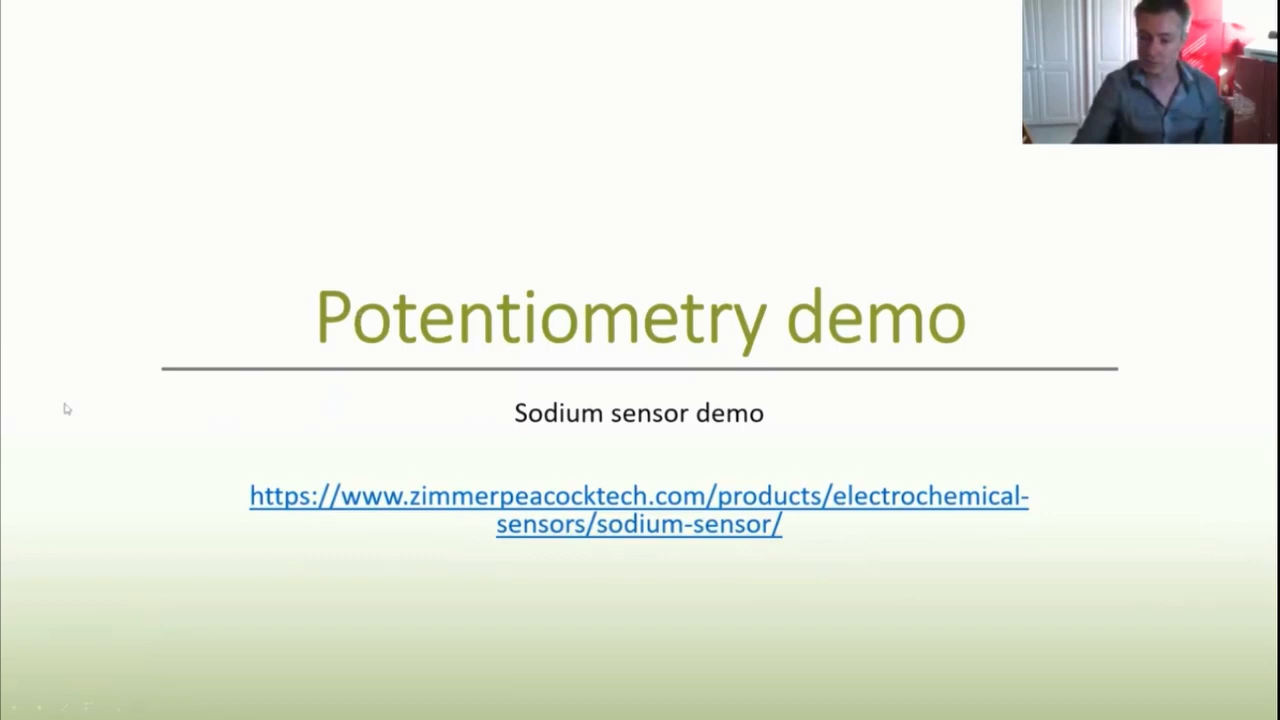 Potentiometry demo
Sodium sensor demo
https://www.zimmerpeacocktech.com/products/electrochemical-
sensors/sodium-sensor/